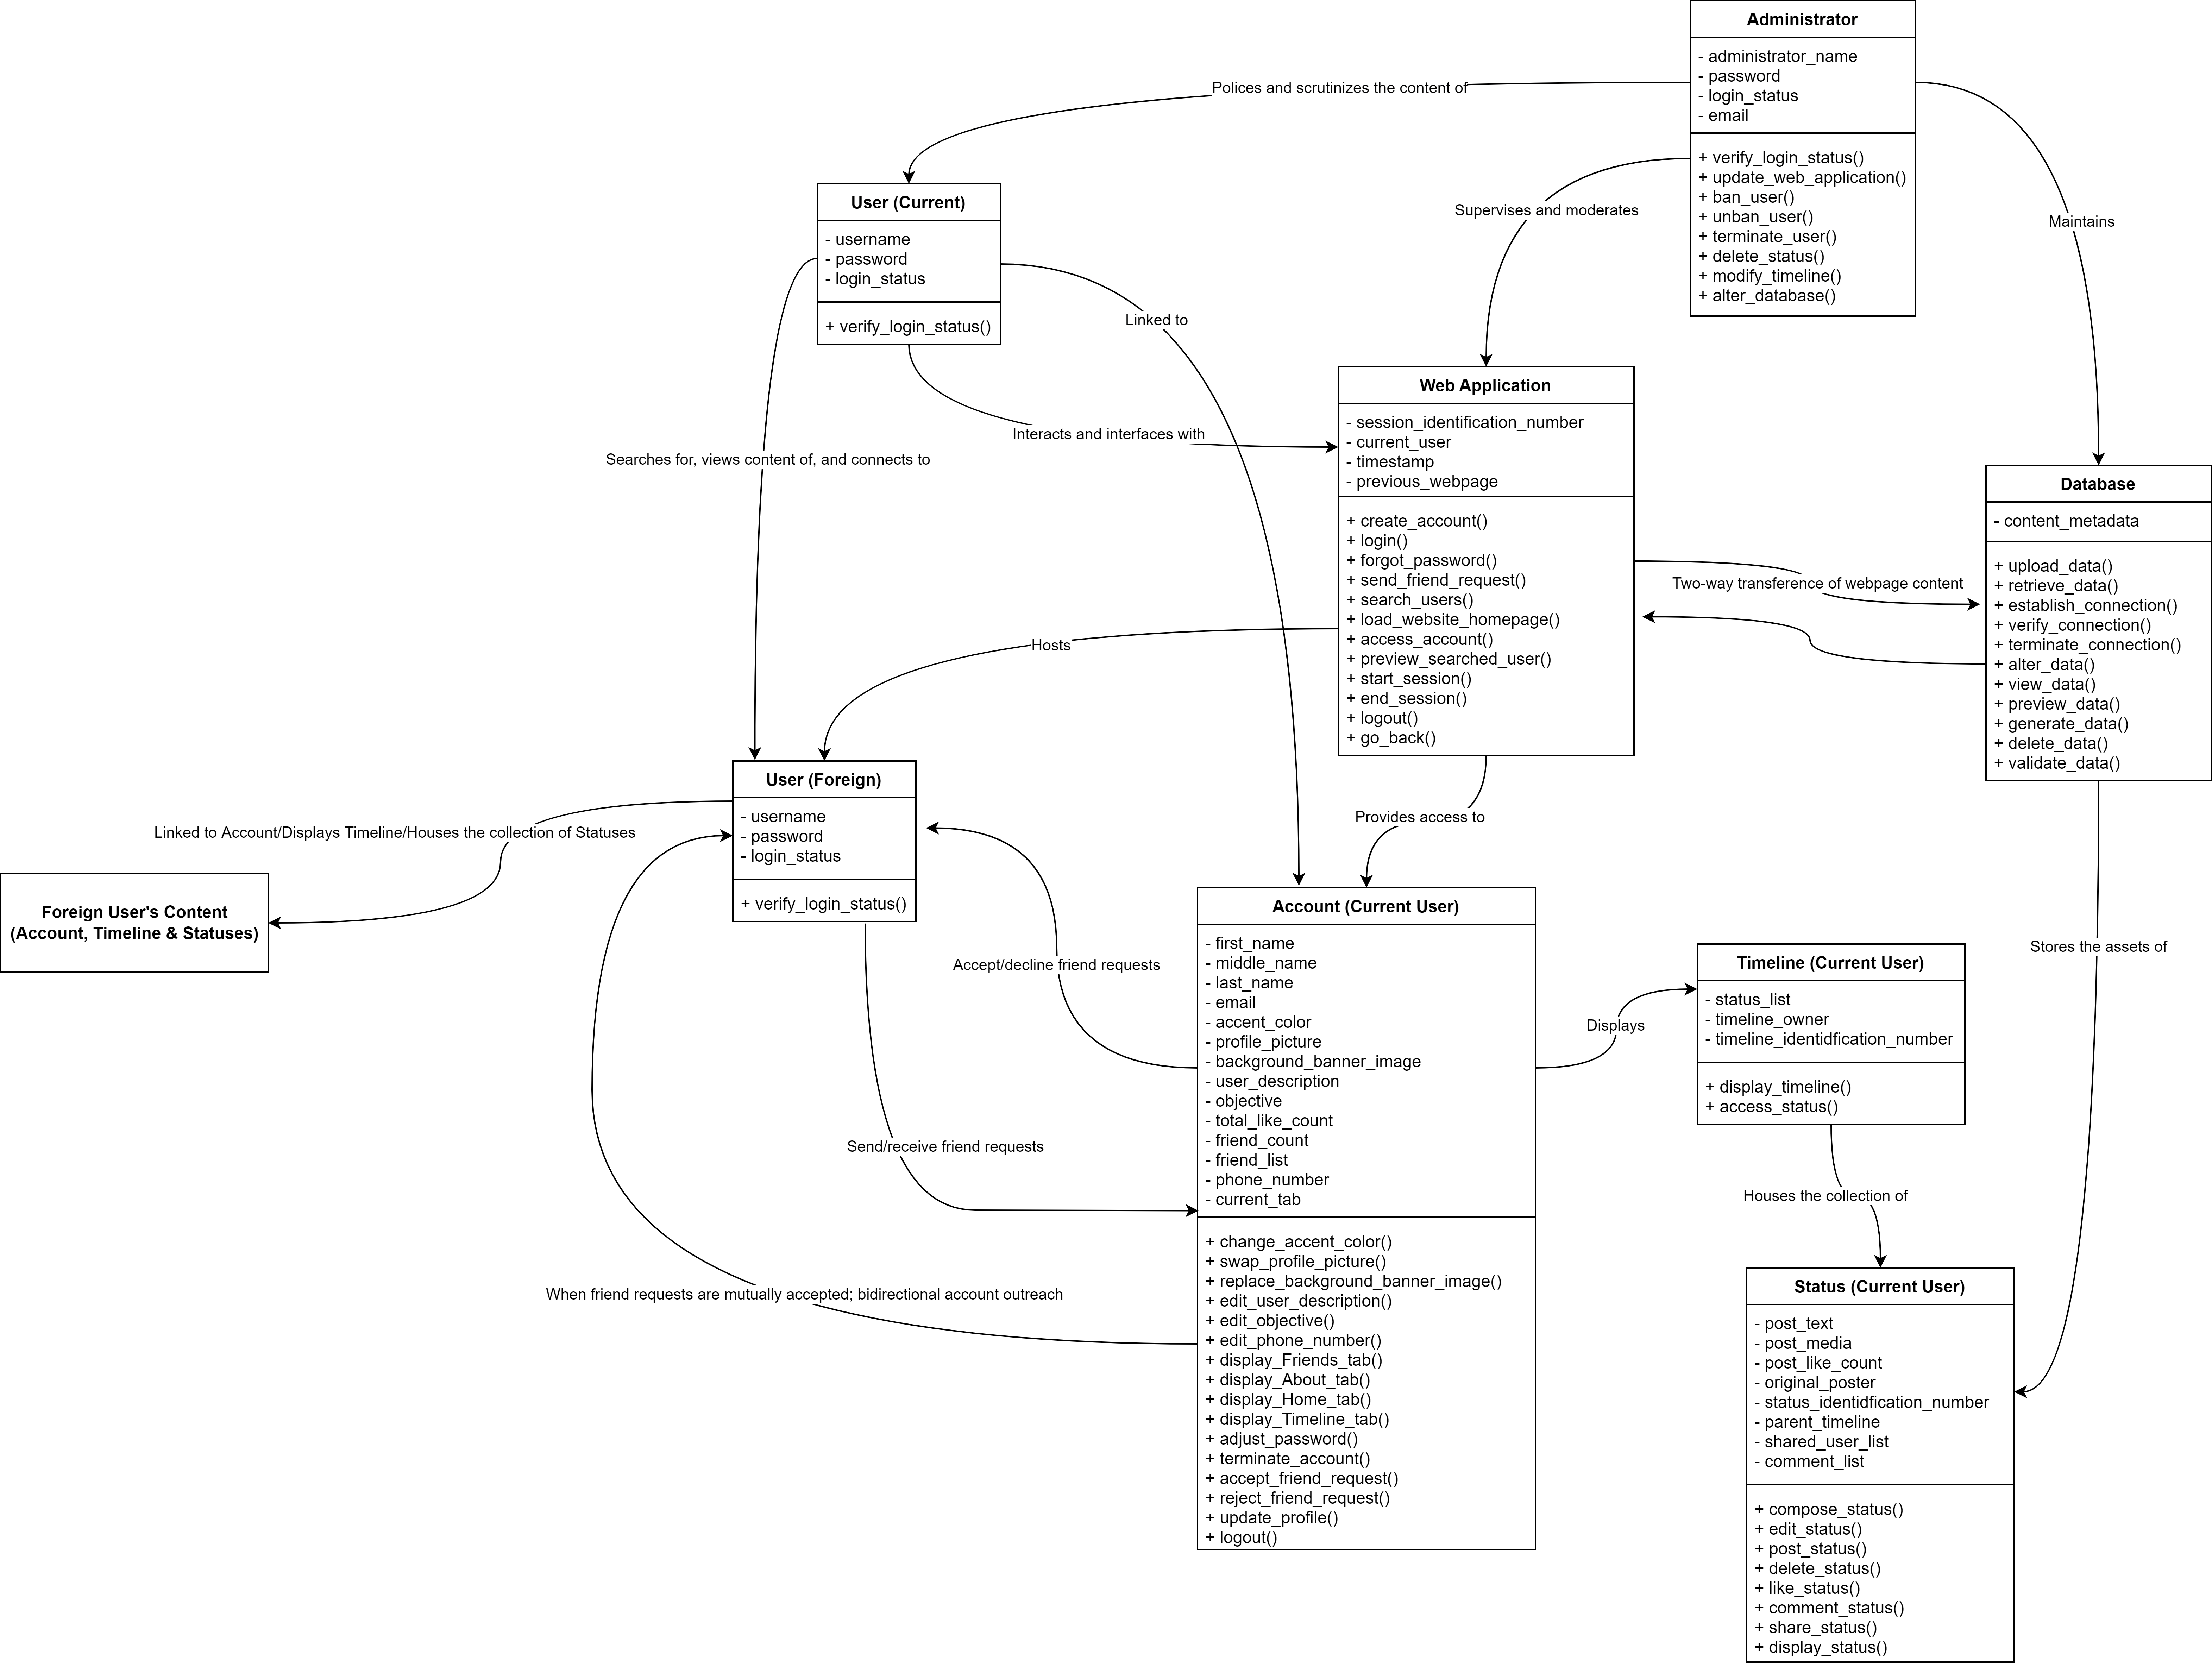 Administrator
- administrator_name
- password
- login_status
- email
+ verify_login_status()
+ update_web_application()
+ ban_user()
+ unban_user()
+ terminate_user()
+ delete_status()
+ modify_timeline()
+ alter_database()
Polices and scrutinizes the content of
Supervises and moderates
Maintains
User (Current)
- username
- password
- login_status
+ verify_login_status()
Linked to
Interacts and interfaces with
Searches for, views content of, and connects to
Web Application
- session_identification_number
- current_user
- timestamp
- previous_webpage
+ create_account()
+ login()
+ forgot_password()
+ send_friend_request()
+ search_users()
+ load_website_homepage()
+ access_account()
+ preview_searched_user()
+ start_session()
+ end_session()
+ logout()
+ go_back()
Database
- content_metadata
+ upload_data()
+ retrieve_data()
+ establish_connection()
+ verify_connection()
+ terminate_connection()
+ alter_data()
+ view_data()
+ preview_data()
+ generate_data()
+ delete_data()
+ validate_data()
Two-way transference of webpage content
Hosts
Provides access to
User (Foreign)
- username
- password
- login_status
+ verify_login_status()
Linked to Account/Displays Timeline/Houses the collection of Statuses
Foreign User's Content
(Account, Timeline & Statuses)
Accept/decline friend requests
Send/receive friend requests
When friend requests are mutually accepted; bidirectional account outreach
Account (Current User)
- first_name
- middle_name
- last_name
- email
- accent_color
- profile_picture
- background_banner_image
- user_description
- objective
- total_like_count
- friend_count
- friend_list
- phone_number
- current_tab
+ change_accent_color()
+ swap_profile_picture()
+ replace_background_banner_image()
+ edit_user_description()
+ edit_objective()
+ edit_phone_number()
+ display_Friends_tab()
+ display_About_tab()
+ display_Home_tab()
+ display_Timeline_tab()
+ adjust_password()
+ terminate_account()
+ accept_friend_request()
+ reject_friend_request()
+ update_profile()
+ logout()
Displays
Timeline (Current User)
- status_list
- timeline_owner
- timeline_identidfication_number
+ display_timeline()
+ access_status()
Stores the assets of
Houses the collection of
Status (Current User)
- post_text
- post_media
- post_like_count
- original_poster
- status_identidfication_number
- parent_timeline
- shared_user_list
- comment_list
+ compose_status()
+ edit_status()
+ post_status()
+ delete_status()
+ like_status()
+ comment_status()
+ share_status()
+ display_status()